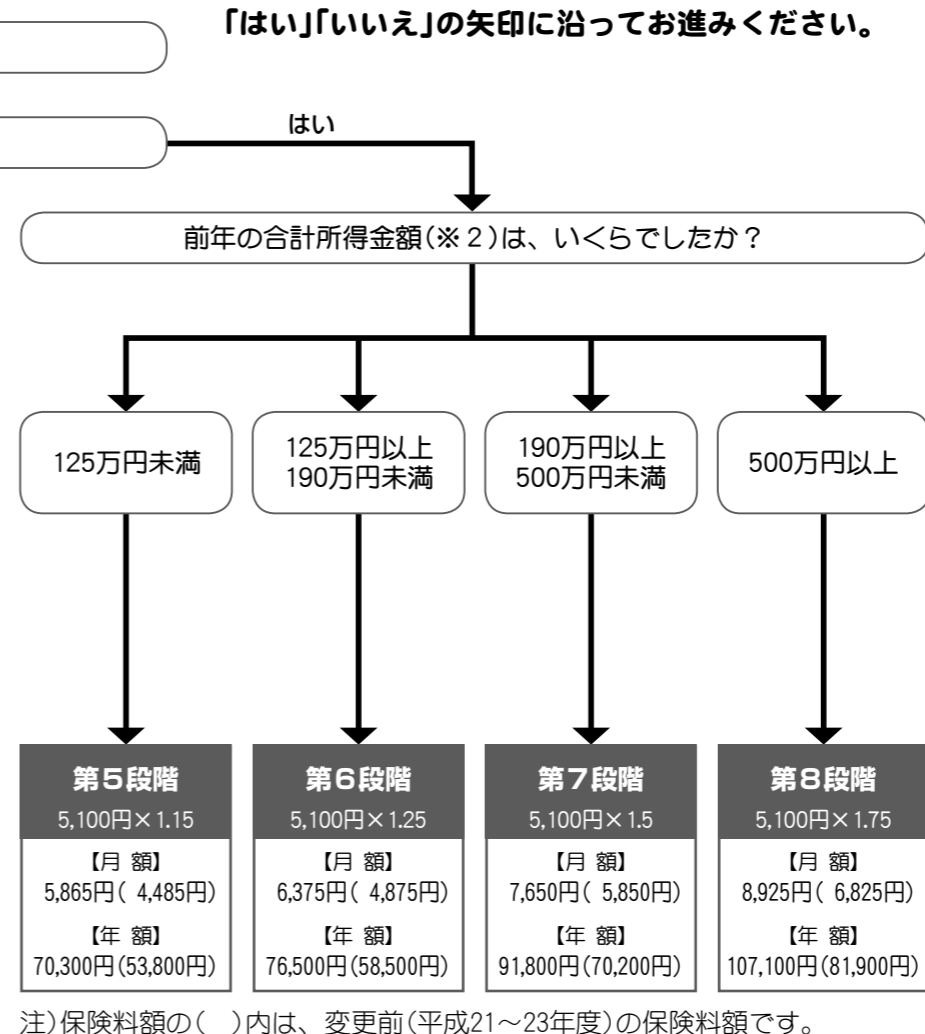 「はい」「いいえ」の矢印に沿ってお進みください。
はい
前年の合計所得金額(※2)は、いくらでしたか？
125万円未満
125万円以上
190万円未満
190万円以上
500万円未満
500万円以上
第5段階
5,100円×1.15
【月 額】
5,865円( 4,485円)
【年 額】
70,300円(53,800円)
第6段階
5,100円×1.25
【月 額】
6,375円( 4,875円)
【年 額】
76,500円(58,500円)
第7段階
5,100円×1.5
【月 額】
7,650円( 5,850円)
【年 額】
91,800円(70,200円)
第8段階
5,100円×1.75
【月 額】
8,925円( 6,825円)
【年 額】
107,100円(81,900円)
注)保険料額の(　)内は、変更前(平成21～23年度)の保険料額です。